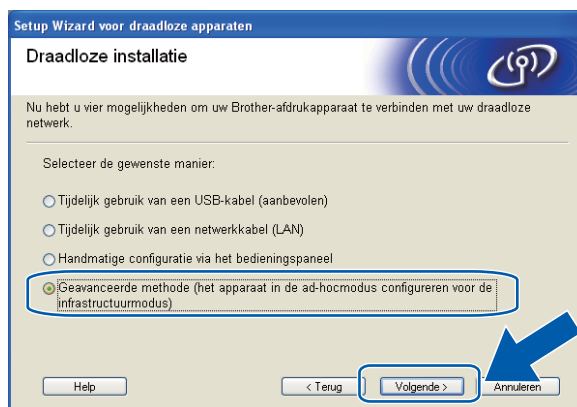 Setup Wizard voor draadloze apparaten
Draadloze installatie
Nu hebt u vier mogelijkheden om uw Brother-afdrukapparaat te verbinden met uw draadloze
netwerk.
Selecteer de gewenste manier:
Tijdelijk gebruik van een USB-kabel (aanbevolen)
Tijdelijk gebruik van een netwerkkabel (LAN)
Handmatige configuratie via het bedieningspaneel
Geavanceerde methode (het apparaat in de ad-hocmodus configureren voor de
infrastructuurmodus)
Help
< Terug
Volgende >
Annuleren